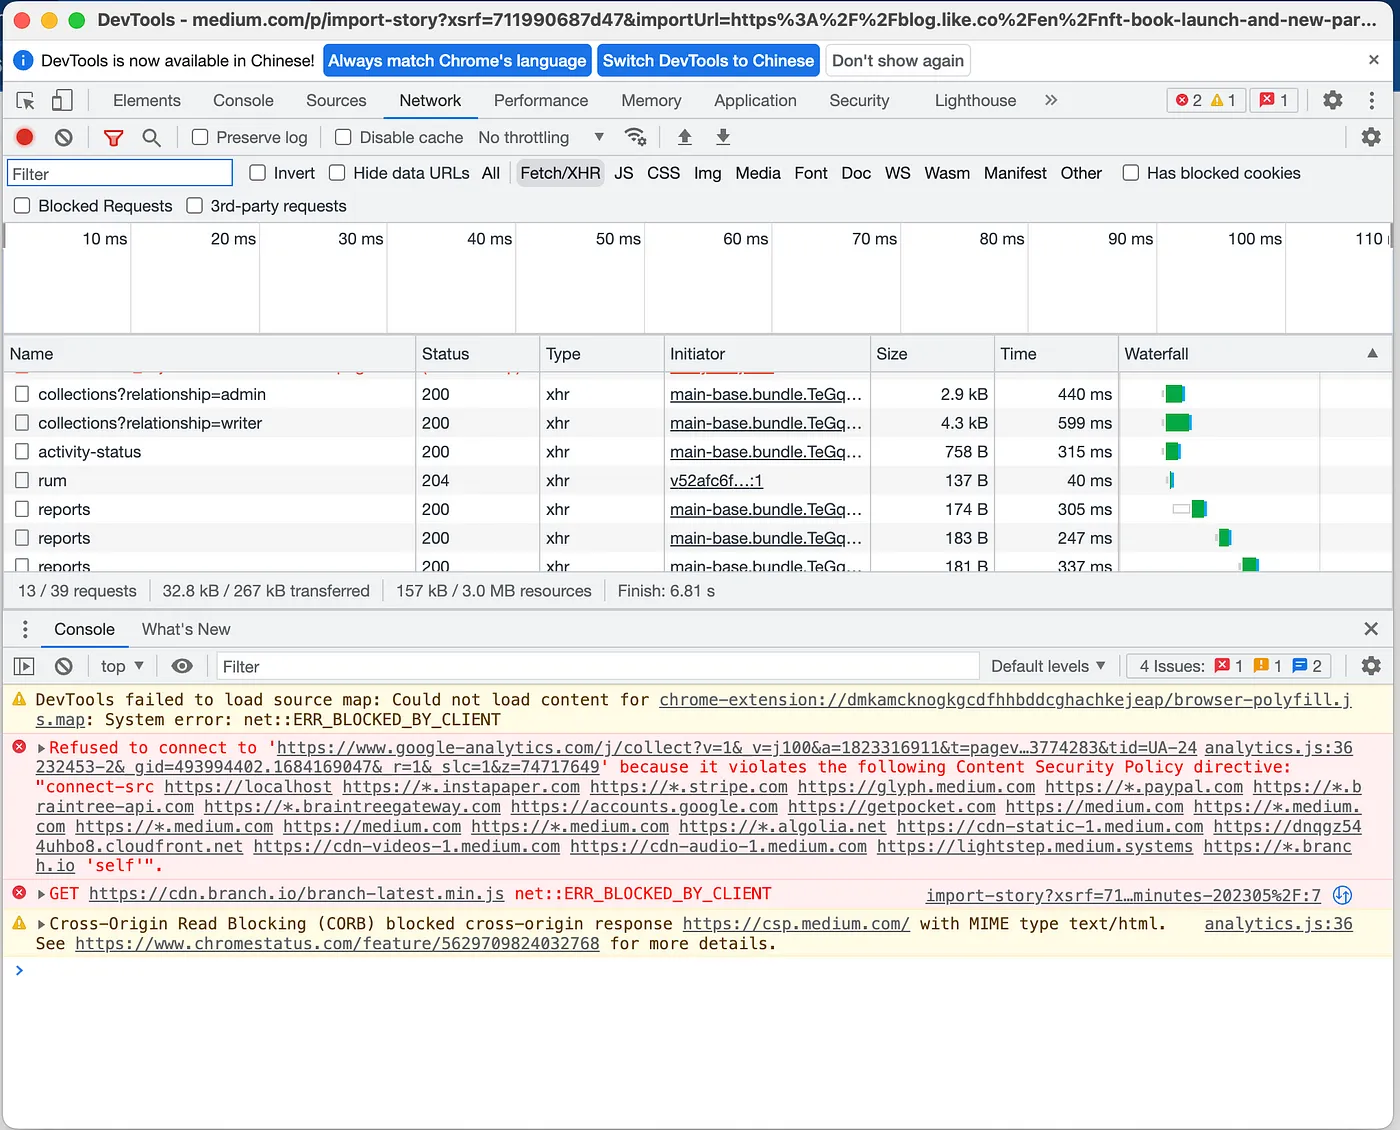 DevTools - medium.com/p/import-story?xsrf=711990687d47&importUrl=https%3A%2F%2Fblog.like.co%2Fen%2Fnft-book-launch-and-new-par...
DevTools is now available in Chinese! Always match Chrome's language Switch DevTools to Chinese Don't show again
Elements Console Sources Network Performance Memory Application Security Lighthouse 2 1 1
Preserve log Disable cache No throttling
Filter Invert Hide data URLs All Fetch/XHR JS CSS Img Media Font Doc WS Wasm Manifest Other Has blocked cookies
Blocked Requests 3rd-party requests
10 ms 20 ms 30 ms 40 ms 50 ms 60 ms 70 ms 80 ms 90 ms 100 ms 110
Name Status Type Initiator Size Time Waterfall
collections?relationship=admin 200 xhr main-base.bundle.TeGq… 2.9 kB 440 ms
collections?relationship=writer 200 xhr main-base.bundle.TeGq… 4.3 kB 599 ms
activity-status 200 xhr main-base.bundle.TeGq… 758 B 315 ms
rum 204 xhr v52afc6f…:1 137 B 40 ms
reports 200 xhr main-base.bundle.TeGq… 174 B 305 ms
reports 200 xhr main-base.bundle.TeGq… 183 B 247 ms
reports 200 xhr main-base.bundle.TeGq… 181 B 337 ms
13 / 39 requests 32.8 kB / 267 kB transferred 157 kB / 3.0 MB resources Finish: 6.81 s
Console What's New
top Filter Default levels 4 Issues: 1 1 2
DevTools failed to load source map: Could not load content for chrome-extension://dmkamcknogkgcdfhhbddcghachkejeap/browser-polyfill.j
s.map: System error: net::ERR_BLOCKED_BY_CLIENT
Refused to connect to 'https://www.google-analytics.com/j/collect?v=1&_v=j100&a=1823316911&t=pagev…3774283&tid=UA-24 analytics.js:36
232453-2&_gid=493994402.1684169047&_r=1&_slc=1&z=74717649' because it violates the following Content Security Policy directive:
"connect-src https://localhost https://*.instapaper.com https://*.stripe.com https://glyph.medium.com https://*.paypal.com https://*.b
raintree-api.com https://*.braintreegateway.com https://accounts.google.com https://getpocket.com https://medium.com https://*.medium.
com https://*.medium.com https://medium.com https://*.medium.com https://*.algolia.net https://cdn-static-1.medium.com https://dnqgz54
4uhbo8.cloudfront.net https://cdn-videos-1.medium.com https://cdn-audio-1.medium.com https://lightstep.medium.systems https://*.branc
h.io 'self'".
GET https://cdn.branch.io/branch-latest.min.js net::ERR_BLOCKED_BY_CLIENT import-story?xsrf=71…minutes-202305%2F:7
Cross-Origin Read Blocking (CORB) blocked cross-origin response https://csp.medium.com/ with MIME type text/html. analytics.js:36
See https://www.chromestatus.com/feature/5629709824032768 for more details.